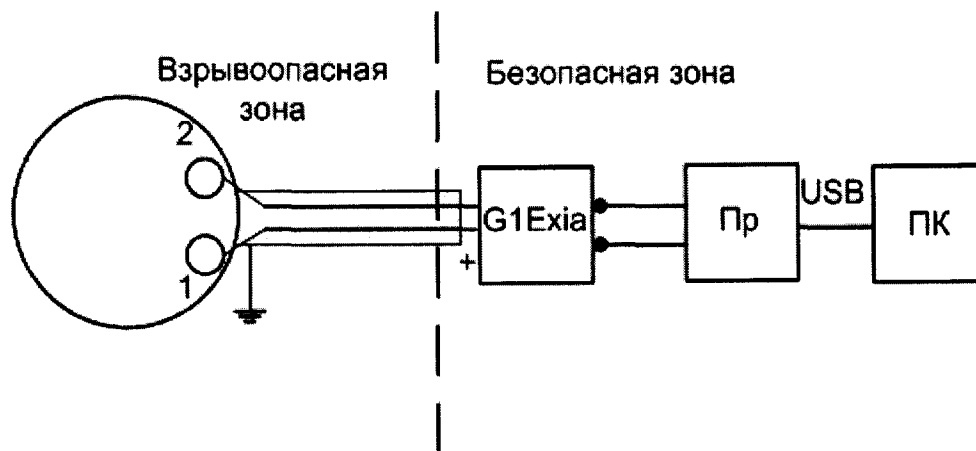 Взрывоопасная
зона
Безопасная зона
2
1
+
G1Exia
Пр
USB
ПК